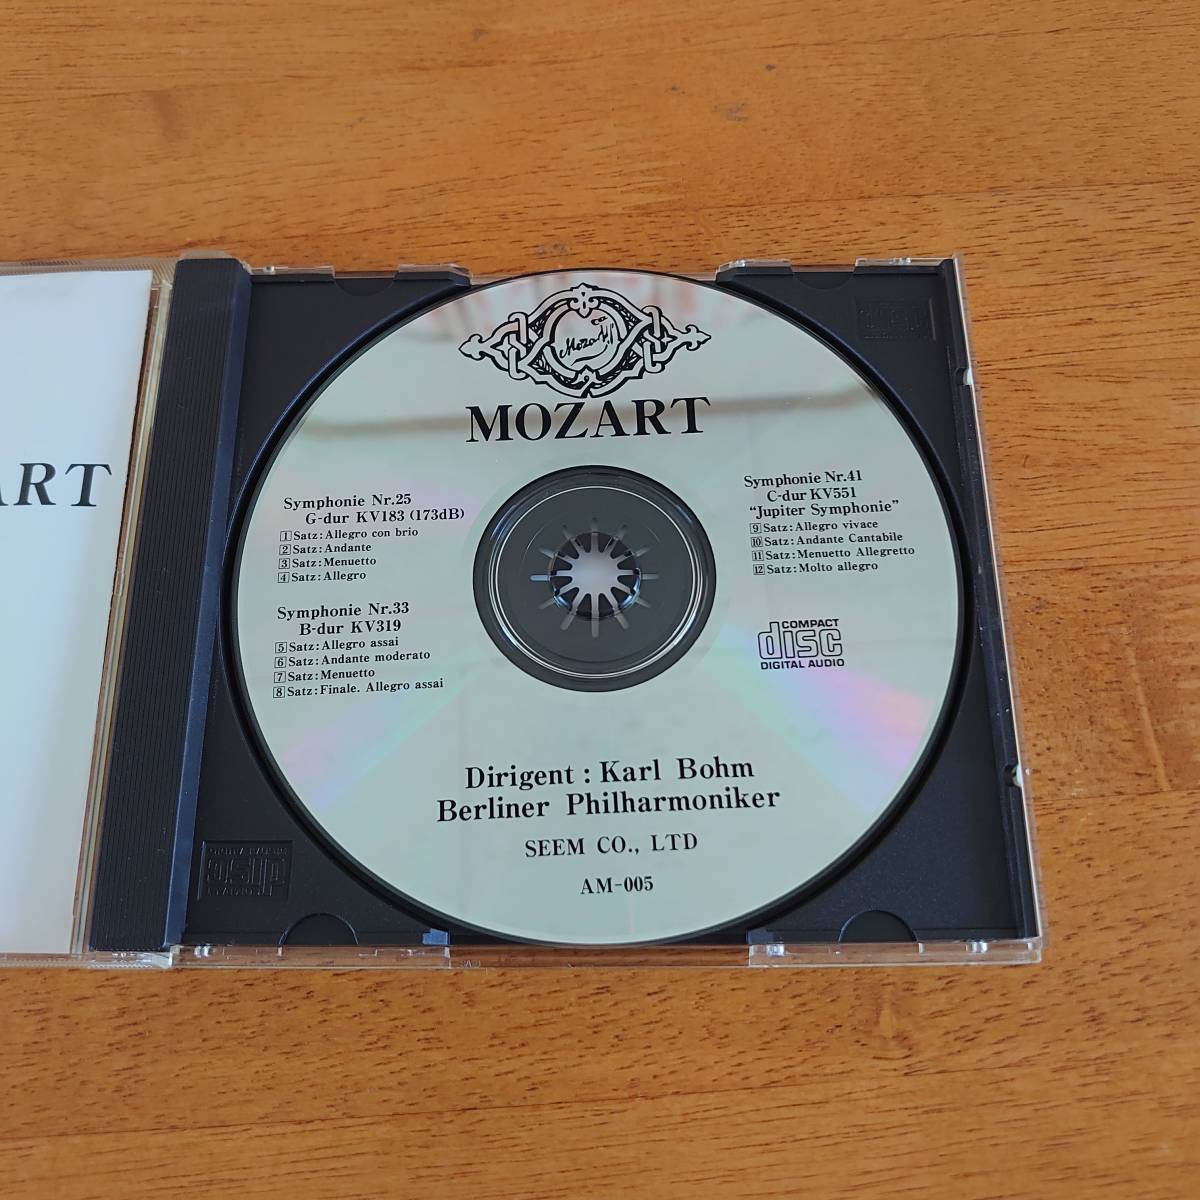 ART
Mozart
MOZART
Symphonie Nr.25
G-dur KV183 (173dB)
1 Satz: Allegro con brio
2 Satz: Andante
3 Satz: Menuetto
4 Satz: Allegro
Symphonie Nr.33
B-dur KV319
5 Satz: Allegro assai
6 Satz: Andante moderato
7 Satz: Menuetto
8 Satz: Finale. Allegro assai
Symphonie Nr.41
C-dur KV551
“Jupiter Symphonie”
9 Satz: Allegro vivace
10 Satz: Andante Cantabile
11 Satz: Menuetto Allegretto
12 Satz: Molto allegro
COMPACT
disc
DIGITAL AUDIO
Dirigent : Karl Bohm
Berliner Philharmoniker
SEEM CO., LTD
AM-005